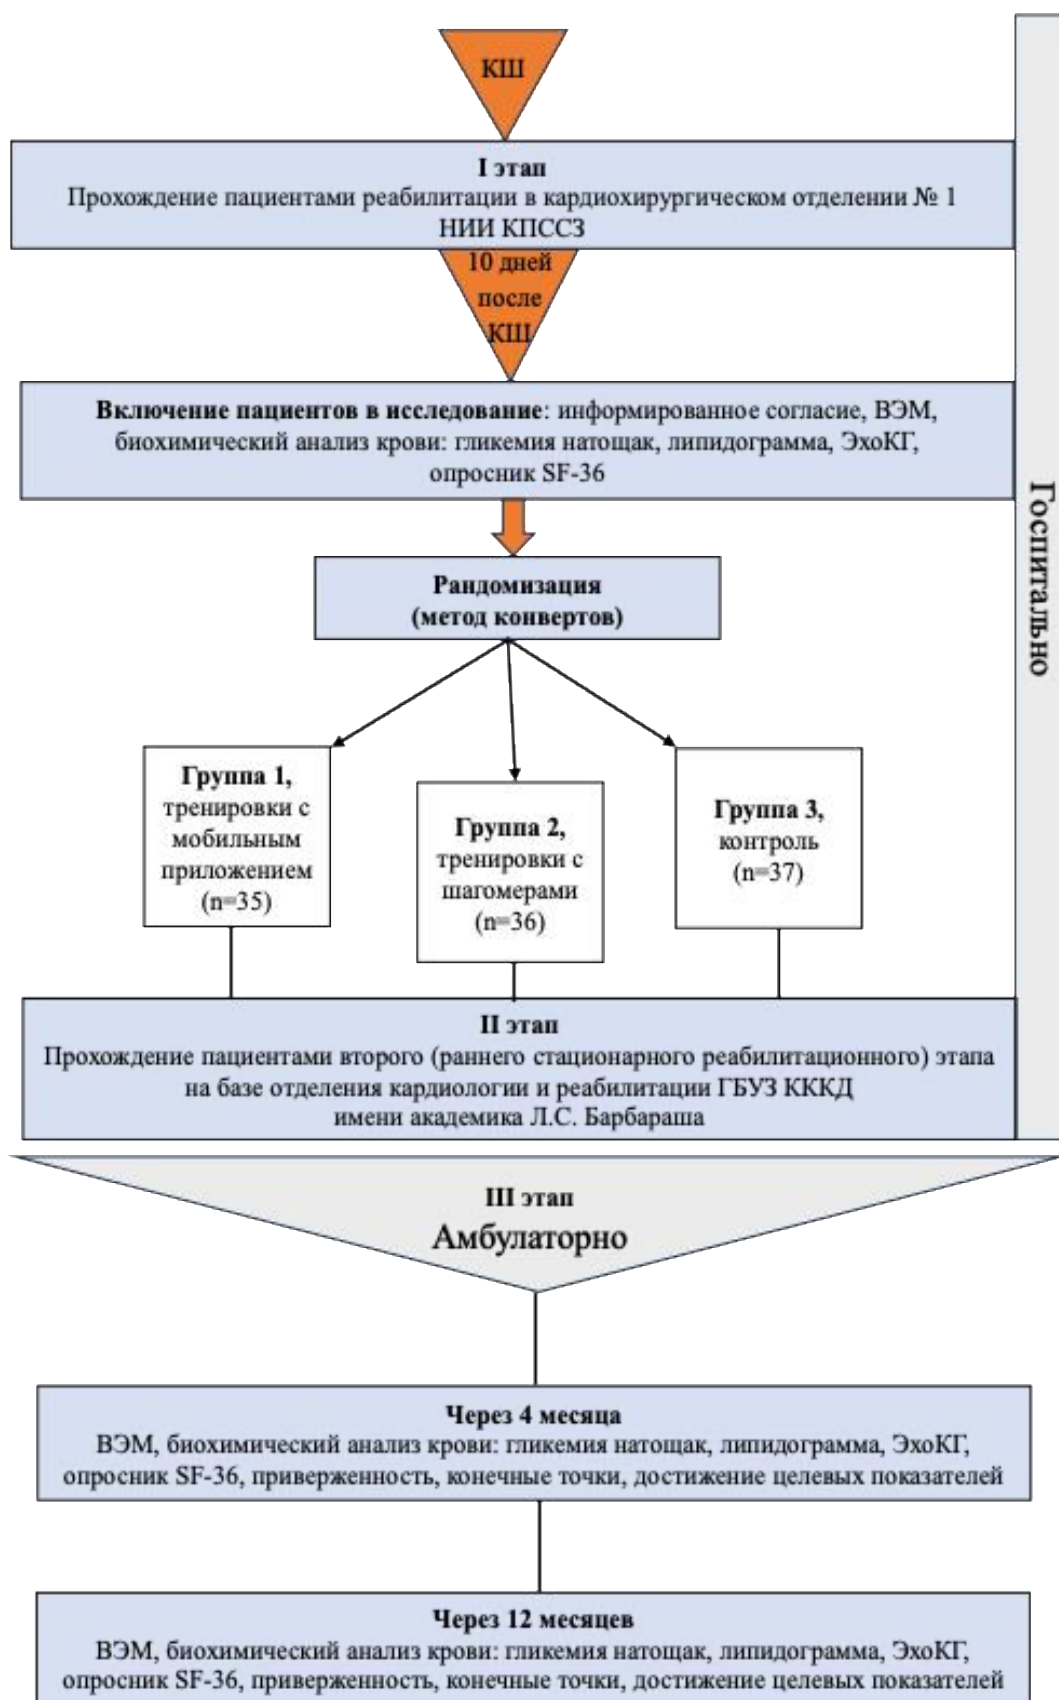 КШ
I этап
Прохождение пациентами реабилитации в кардиохирургическом отделении № 1
НИИ КПССЗ
10 дней
после
КШ
Включение пациентов в исследование: информированное согласие, ВЭМ,
биохимический анализ крови: гликемия натощак, липидограмма, ЭхоКГ,
опросник SF-36
Госпитально
Рандомизация
(метод конвертов)
Группа 1,
тренировки с
мобильным
приложением
(n=35)
Группа 2,
тренировки с
шагомерами
(n=36)
Группа 3,
контроль
(n=37)
II этап
Прохождение пациентами второго (раннего стационарного реабилитационного) этапа
на базе отделения кардиологии и реабилитации ГБУЗ КККД
имени академика Л.С. Барбараша
III этап
Амбулаторно
Через 4 месяца
ВЭМ, биохимический анализ крови: гликемия натощак, липидограмма, ЭхоКГ,
опросник SF-36, приверженность, конечные точки, достижение целевых показателей
Через 12 месяцев
ВЭМ, биохимический анализ крови: гликемия натощак, липидограмма, ЭхоКГ,
опросник SF-36, приверженность, конечные точки, достижение целевых показателей